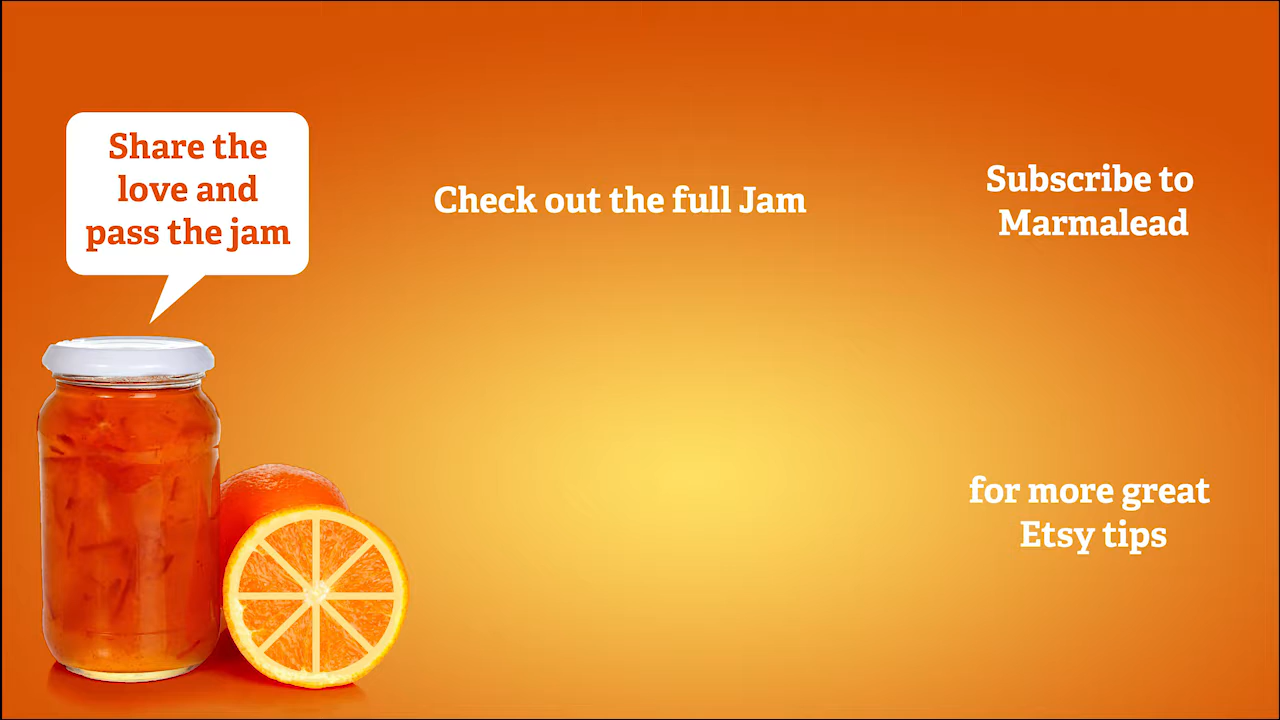 Share the
love and
pass the jam
Check out the full Jam
Subscribe to
Marmalead
for more great
Etsy tips